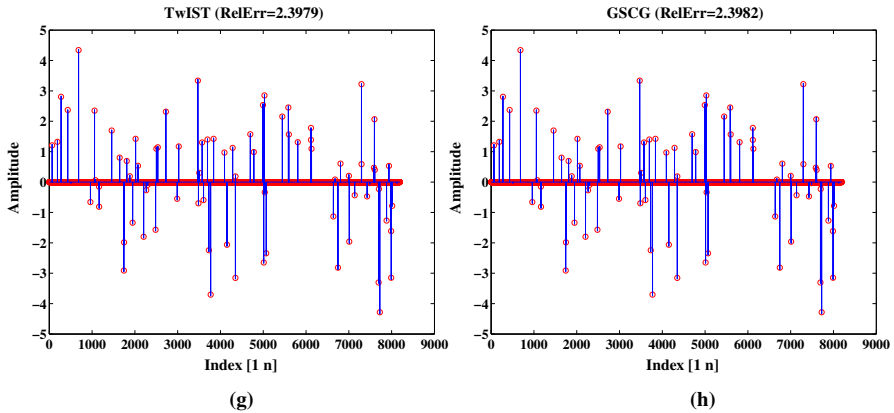 TwIST (RelErr=2.3979)
5
4
3
2
1
0
−1
−2
−3
−4
−5
Amplitude
0 1000 2000 3000 4000 5000 6000 7000 8000 9000
Index [1 n]
(g)
GSCG (RelErr=2.3982)
5
4
3
2
1
0
−1
−2
−3
−4
−5
Amplitude
0 1000 2000 3000 4000 5000 6000 7000 8000 9000
Index [1 n]
(h)